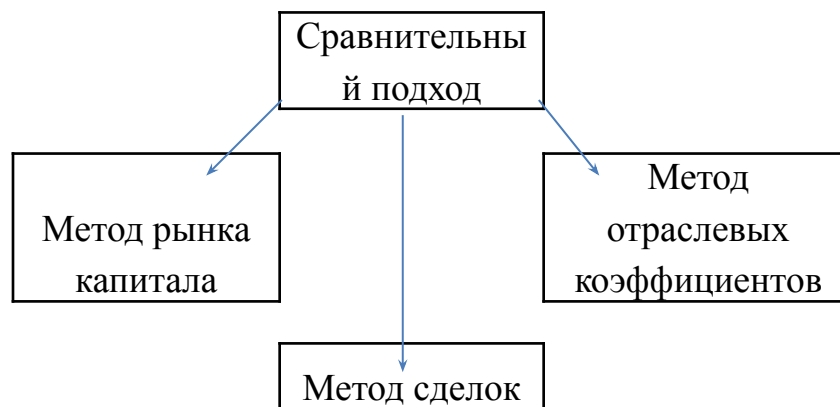 Сравнительны
й подход
Метод рынка
капитала
Метод
отраслевых
коэффициентов
Метод сделок